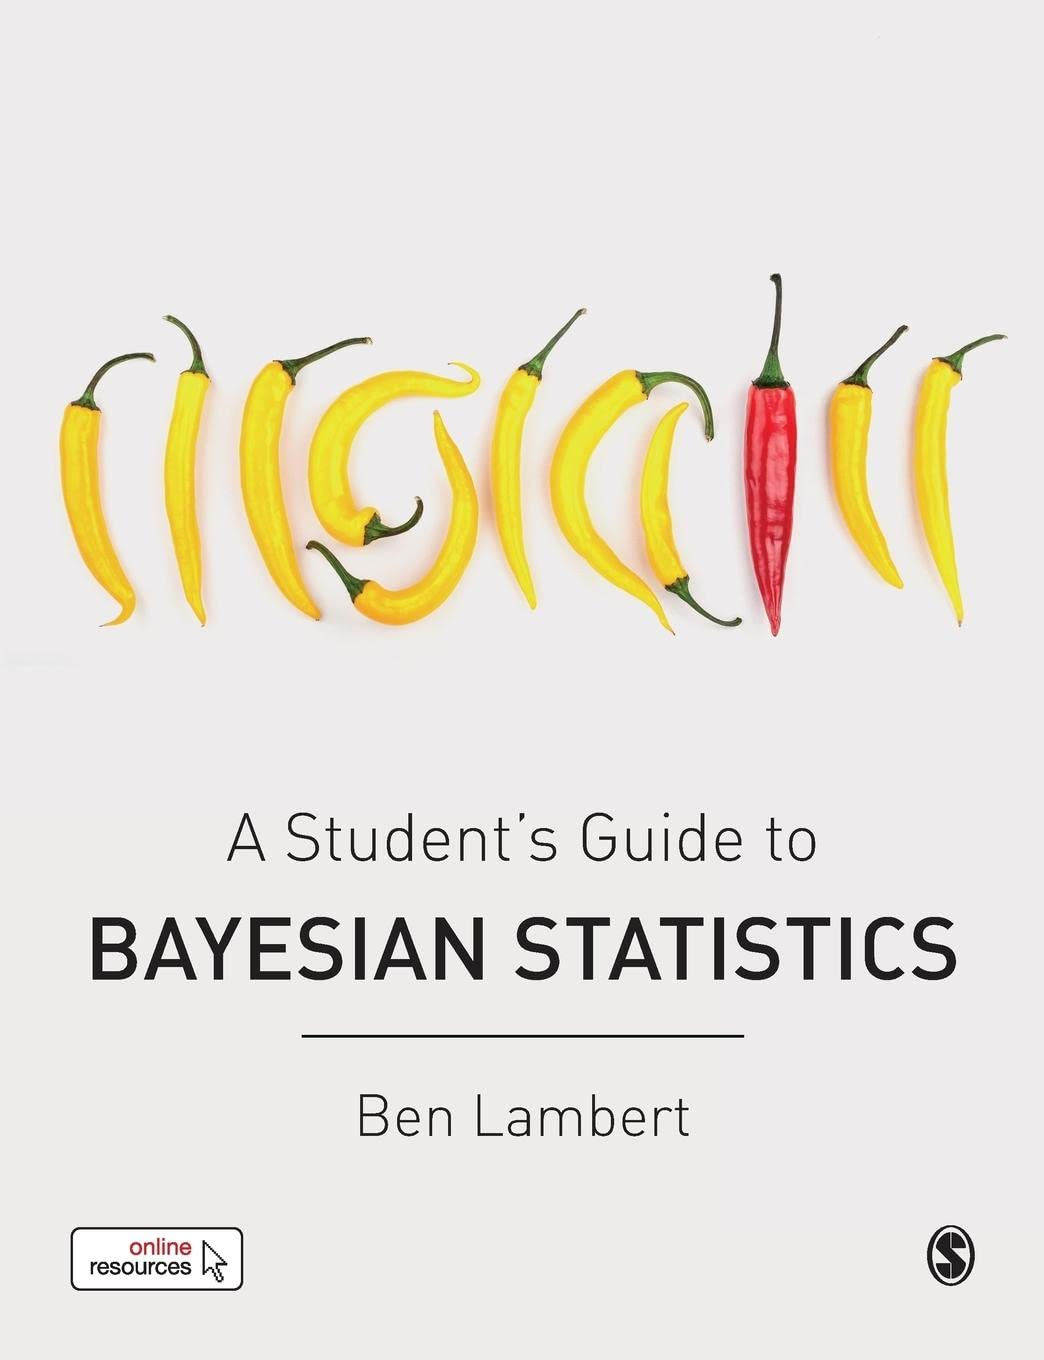 A Student's Guide to
BAYESIAN STATISTICS
Ben Lambert
online
resources
S